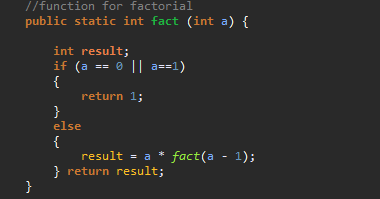 //function for factorial
public static int fact (int a) {
int result;
if (a == 0 || a==1)
{
return 1;
}
else
{
result = a * fact(a - 1);
} return result;
}